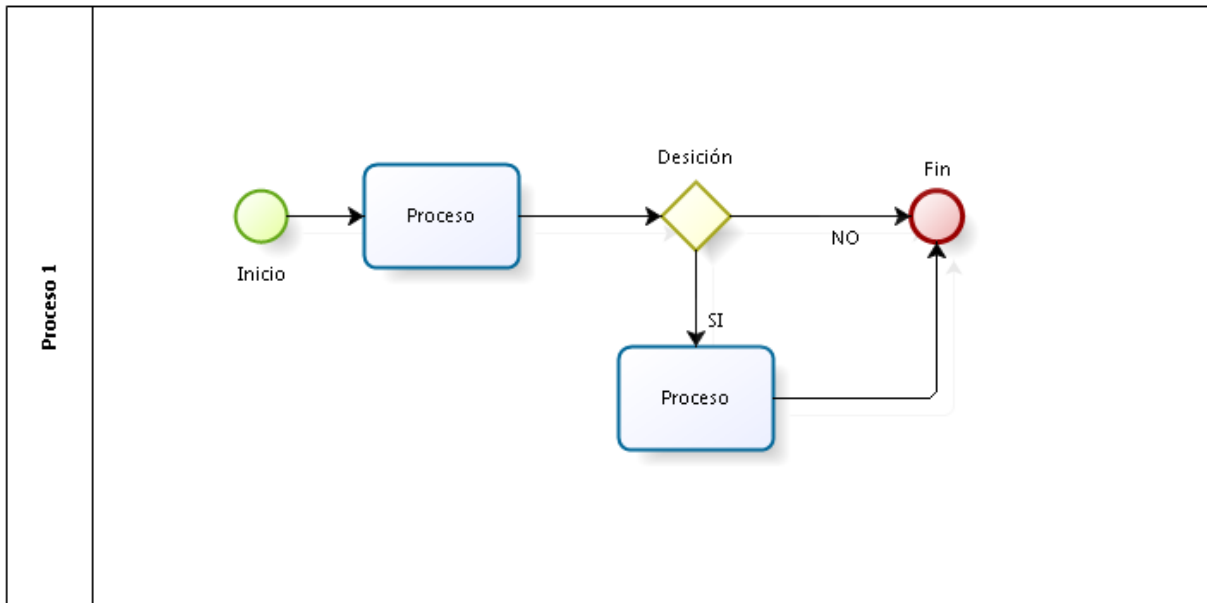 Proceso 1
Inicio
Proceso
Desición
NO
Fin
SI
Proceso